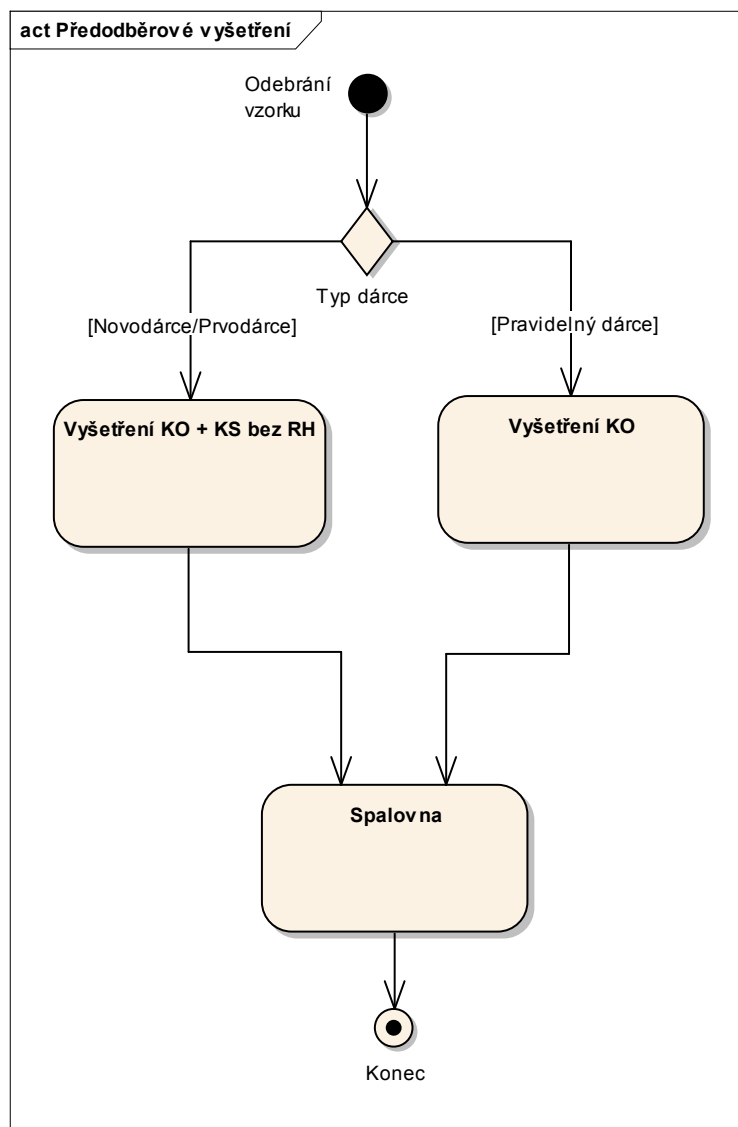 act Předodběrové vyšetření
Odebrání
vzorku
Typ dárce
[Novodárce/Prvodárce]
[Pravidelný dárce]
Vyšetření KO + KS bez RH
Vyšetření KO
Spalovna
Konec